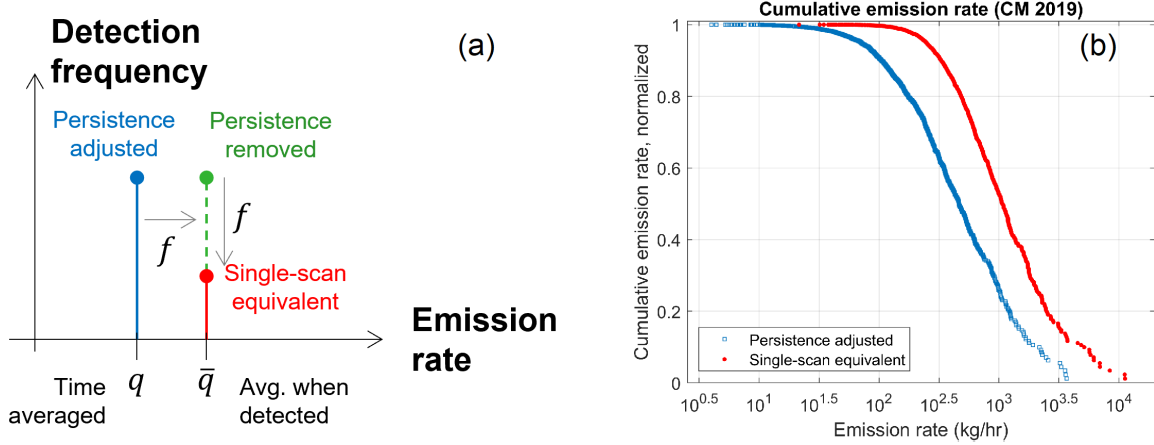 Detection
frequency
(a)
Persistence
adjusted
Persistence
removed
f
f
Single-scan
equivalent
Emission
rate
Time
averaged
q
q̄
Avg. when
detected
Cumulative emission rate (CM 2019)
(b)
Cumulative emission rate, normalized
1
0.8
0.6
0.4
0.2
0
Persistence adjusted
Single-scan equivalent
10^0.5 10^1 10^1.5 10^2 10^2.5 10^3 10^3.5 10^4
Emission rate (kg/hr)